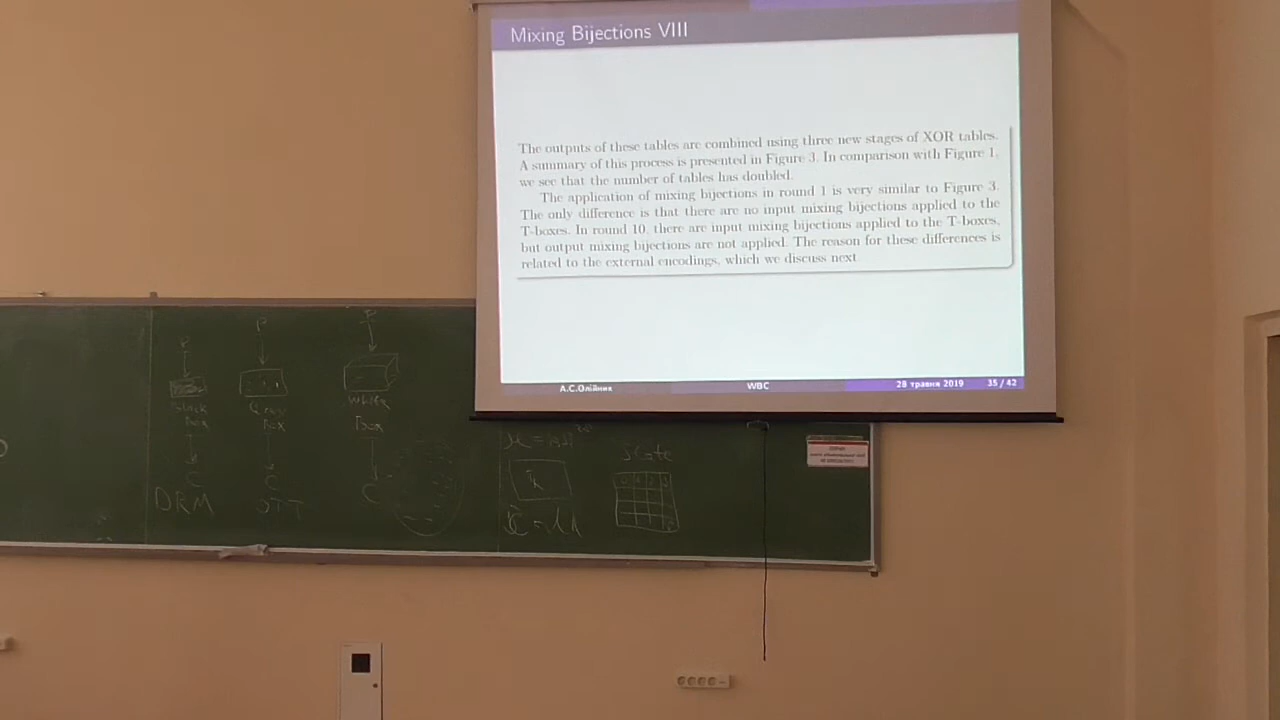 Mixing Bijections VIII
The outputs of these tables are combined using three new stages of XOR tables.
A summary of this process is presented in Figure 3. In comparison with Figure 1,
we see that the number of tables has doubled.
The application of mixing bijections in round 1 is very similar to Figure 3.
The only difference is that there are no input mixing bijections applied to the
T-boxes. In round 10, there are input mixing bijections applied to the T-boxes,
but output mixing bijections are not applied. The reason for these differences is
related to the external encodings, which we discuss next
А.С.Олійник WBC 28 травня 2019 35 / 42
P P P
Black Gray White
Box Box Box
C C C
DRM OTT
State